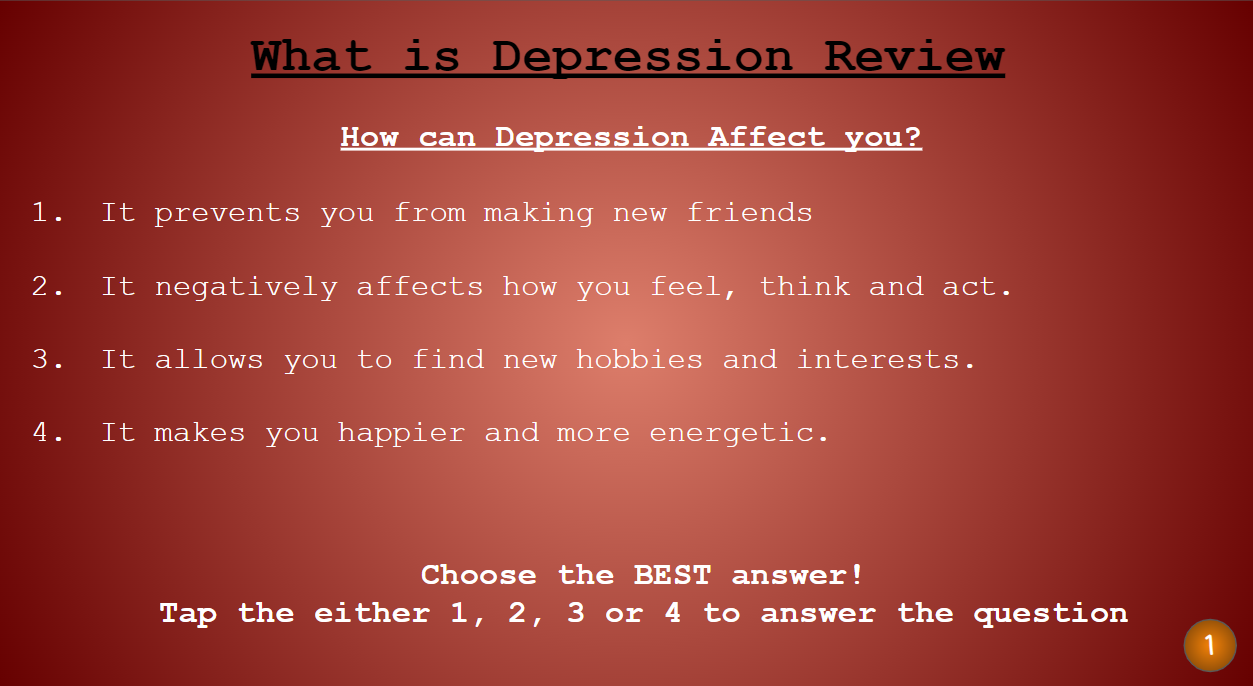 What is Depression Review
How can Depression Affect you?
1. It prevents you from making new friends
2. It negatively affects how you feel, think and act.
3. It allows you to find new hobbies and interests.
4. It makes you happier and more energetic.
Choose the BEST answer!
Tap the either 1, 2, 3 or 4 to answer the question
1